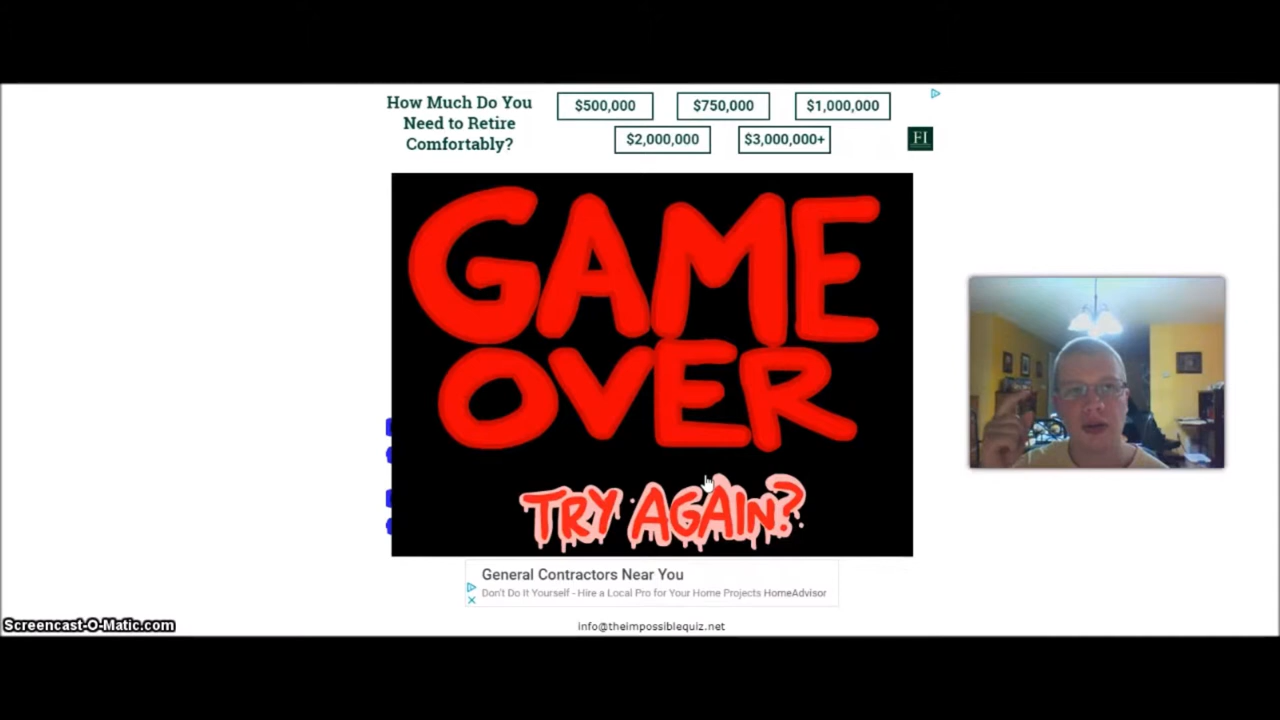 How Much Do You
Need to Retire
Comfortably?
$500,000
$750,000
$1,000,000
$2,000,000
$3,000,000+
FI
GAME
OVER
TRY AGAIN?
General Contractors Near You
Don't Do It Yourself - Hire a Local Pro for Your Home Projects HomeAdvisor
Screencast-O-Matic.com
info@theimpossiblequiz.net